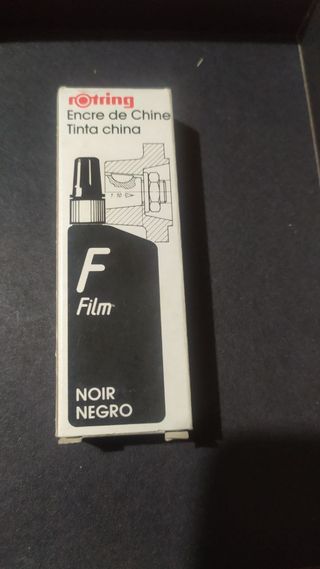 rotring
Encre de Chine
Tinta china
F
Film
NOIR
NEGRO